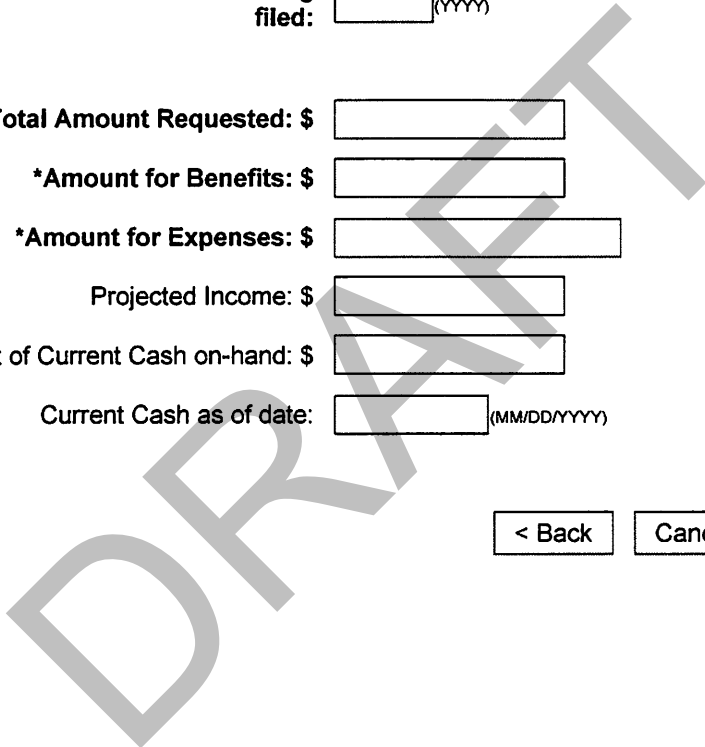 filed: (YYYY)
Total Amount Requested: $
*Amount for Benefits: $
*Amount for Expenses: $
Projected Income: $
of Current Cash on-hand: $
Current Cash as of date: (MM/DD/YYYY)
< Back
DRAFT